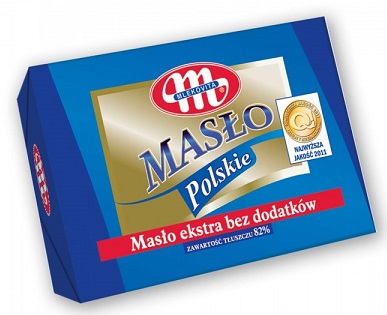 m
MLEKOVITA
MASŁO
Polskie
Q
NAJWYŻSZA
JAKOŚĆ 2011
Masło ekstra bez dodatków
ZAWARTOŚĆ TŁUSZCZU 82%